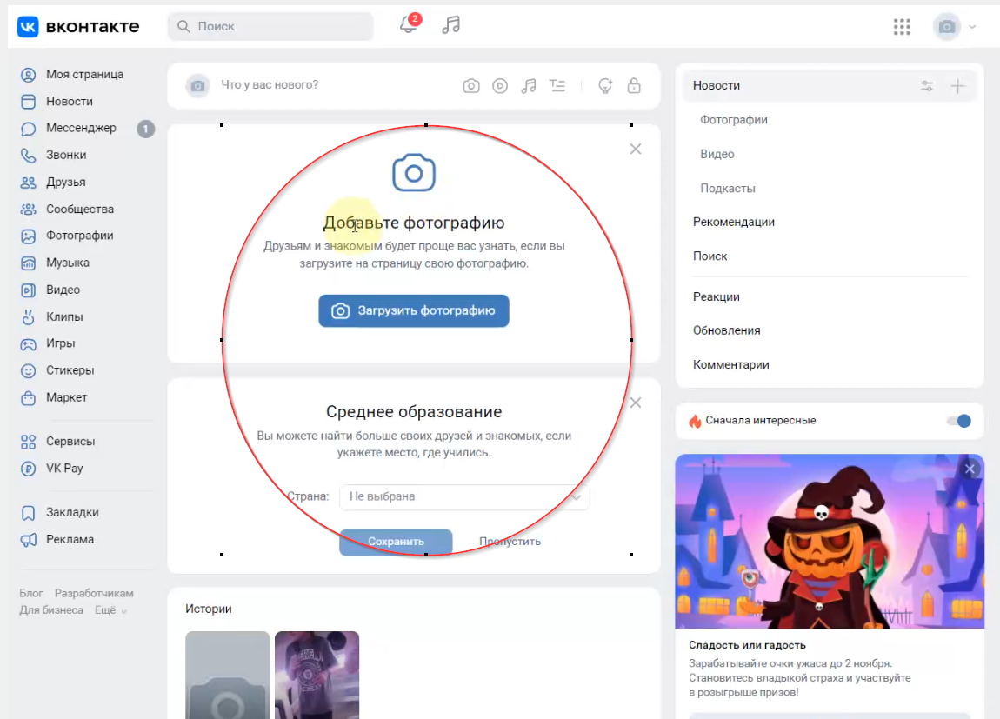 вконтакте
Поиск
2
Моя страница
Новости
Мессенджер 1
Звонки
Друзья
Сообщества
Фотографии
Музыка
Видео
Клипы
Игры
Стикеры
Маркет
Сервисы
VK Pay
Закладки
Реклама
Блог Разработчикам
Для бизнеса Ещё
Что у вас нового?
Добавьте фотографию
Друзьям и знакомым будет проще вас узнать, если вы
загрузите на страницу свою фотографию.
Загрузить фотографию
Среднее образование
Вы можете найти больше своих друзей и знакомых, если
укажете место, где учились.
Страна: Не выбрана
Сохранить Пропустить
Истории
Новости
Фотографии
Видео
Подкасты
Рекомендации
Поиск
Реакции
Обновления
Комментарии
Сначала интересные
Сладость или гадость
Зарабатывайте очки ужаса до 2 ноября.
Становитесь владыкой страха и участвуйте
в розыгрыше призов!